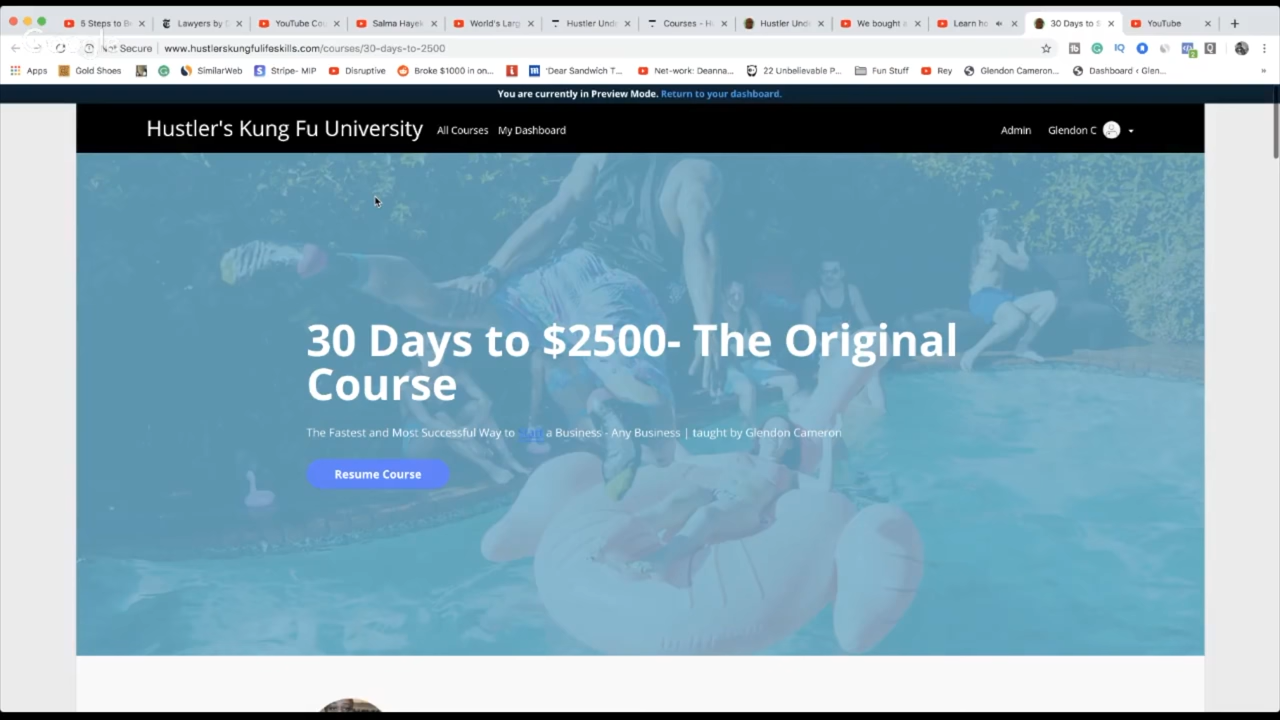 5 Steps to B
Lawyers by
YouTube Cou
Salma Hayek
World's Larg
Hustler Unde
Courses - H
Hustler Und
We bought a
Learn ho
30 Days to $
YouTube
Not Secure | www.hustlerskungfulifeskills.com/courses/30-days-to-2500
Apps
Gold Shoes
SimilarWeb
Stripe- MIP
Disruptive
Broke $1000 in on...
'Dear Sandwich T...
Net-work: Deanna...
22 Unbelievable P...
Fun Stuff
Rey
Glendon Cameron...
Dashboard ‹ Glen...
You are currently in Preview Mode. Return to your dashboard.
Hustler's Kung Fu University
All Courses
My Dashboard
Admin
Glendon C
30 Days to $2500- The Original
Course
The Fastest and Most Successful Way to Start a Business - Any Business | taught by Glendon Cameron
Resume Course